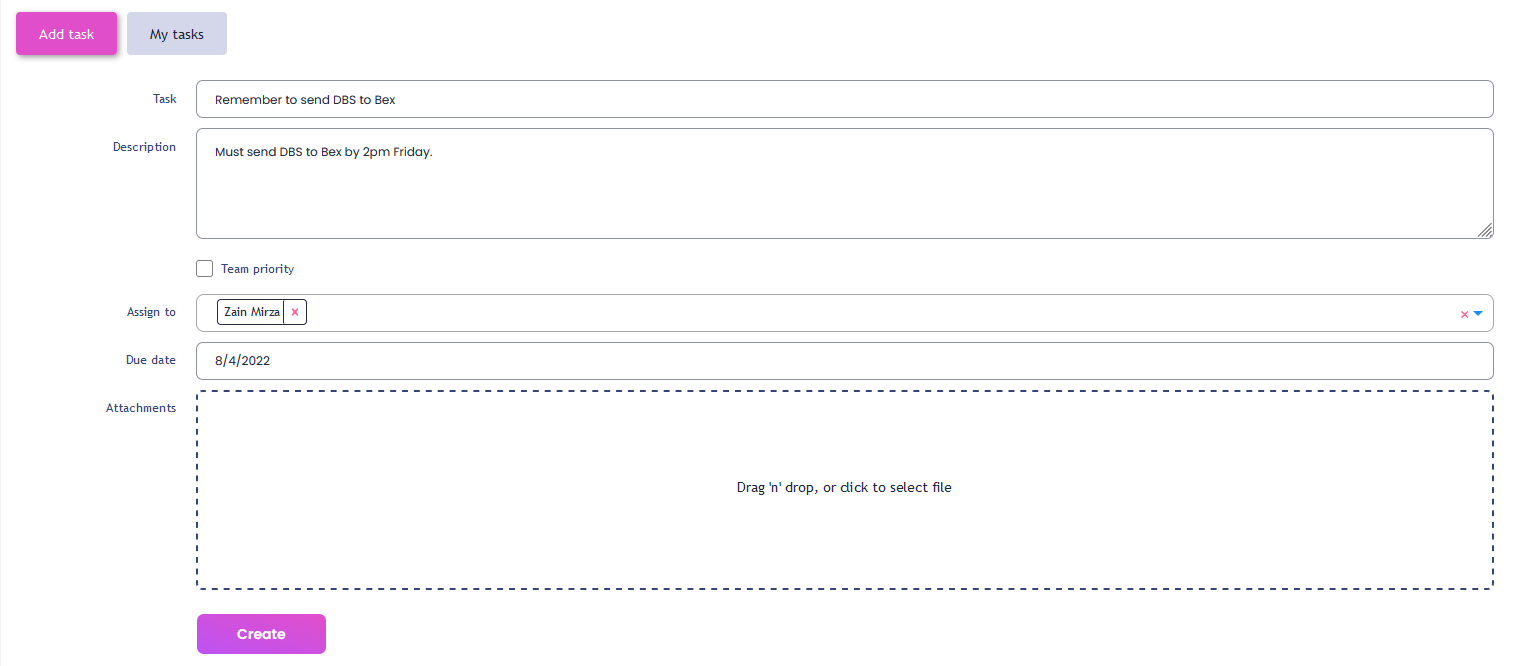 Add task My tasks
Task Remember to send DBS to Bex
Description Must send DBS to Bex by 2pm Friday.
Team priority
Assign to Zain Mirza x x
Due date 8/4/2022
Attachments
Drag 'n' drop, or click to select file
Create